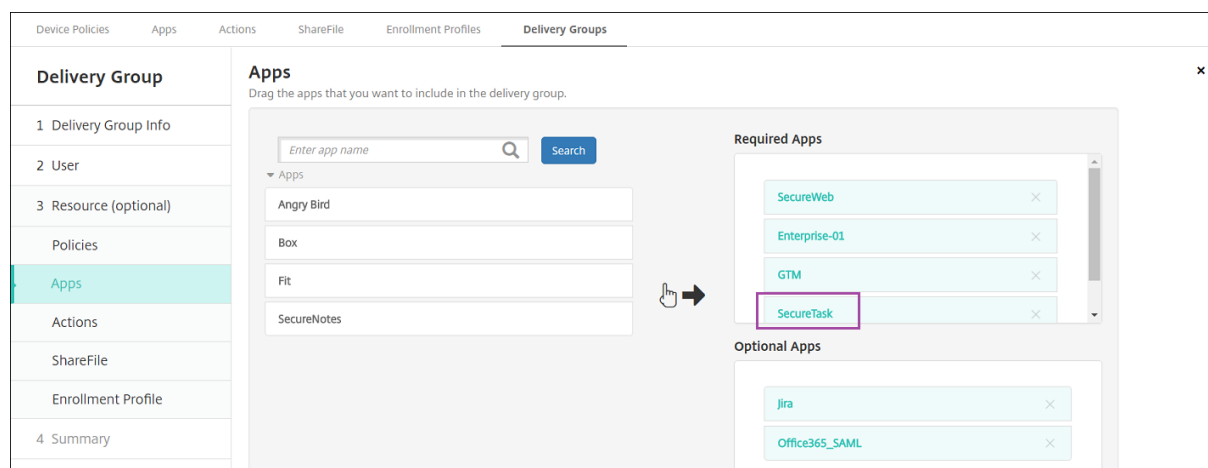 Device Policies Apps Actions ShareFile Enrollment Profiles Delivery Groups
Delivery Group
1 Delivery Group Info
2 User
3 Resource (optional)
Policies
Apps
Actions
ShareFile
Enrollment Profile
4 Summary
Apps
Drag the apps that you want to include in the delivery group.
Enter app name Search
Apps
Angry Bird
Box
Fit
SecureNotes
Required Apps
SecureWeb
Enterprise-01
GTM
SecureTask
Optional Apps
Jira
Office365_SAML